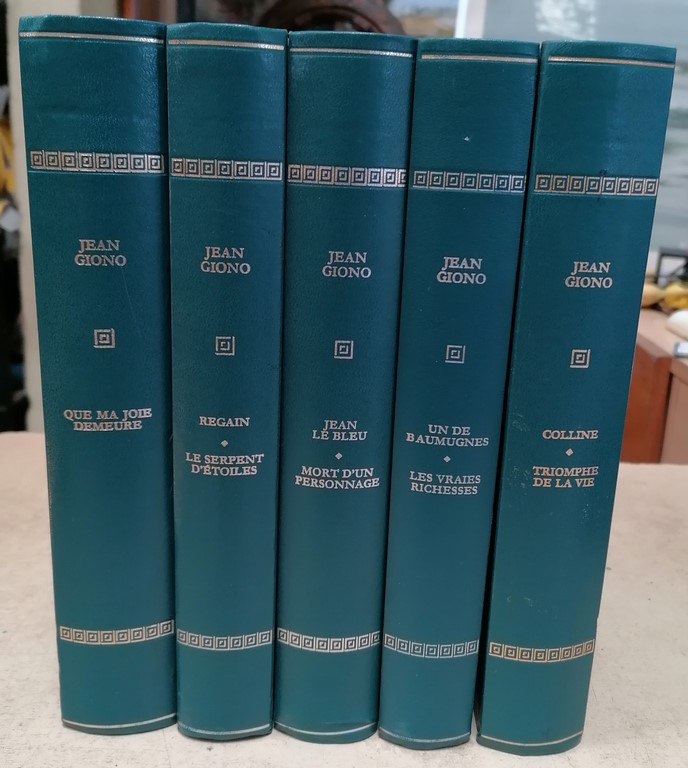 JEAN
GIONO
QUE MA JOIE
DEMEURE
JEAN
GIONO
REGAIN
LE SERPENT
D'ÉTOILES
JEAN
GIONO
JEAN
LE BLEU
MORT D'UN
PERSONNAGE
JEAN
GIONO
UN DE
BAUMUGNES
LES VRAIES
RICHESSES
JEAN
GIONO
COLLINE
TRIOMPHE
DE LA VIE